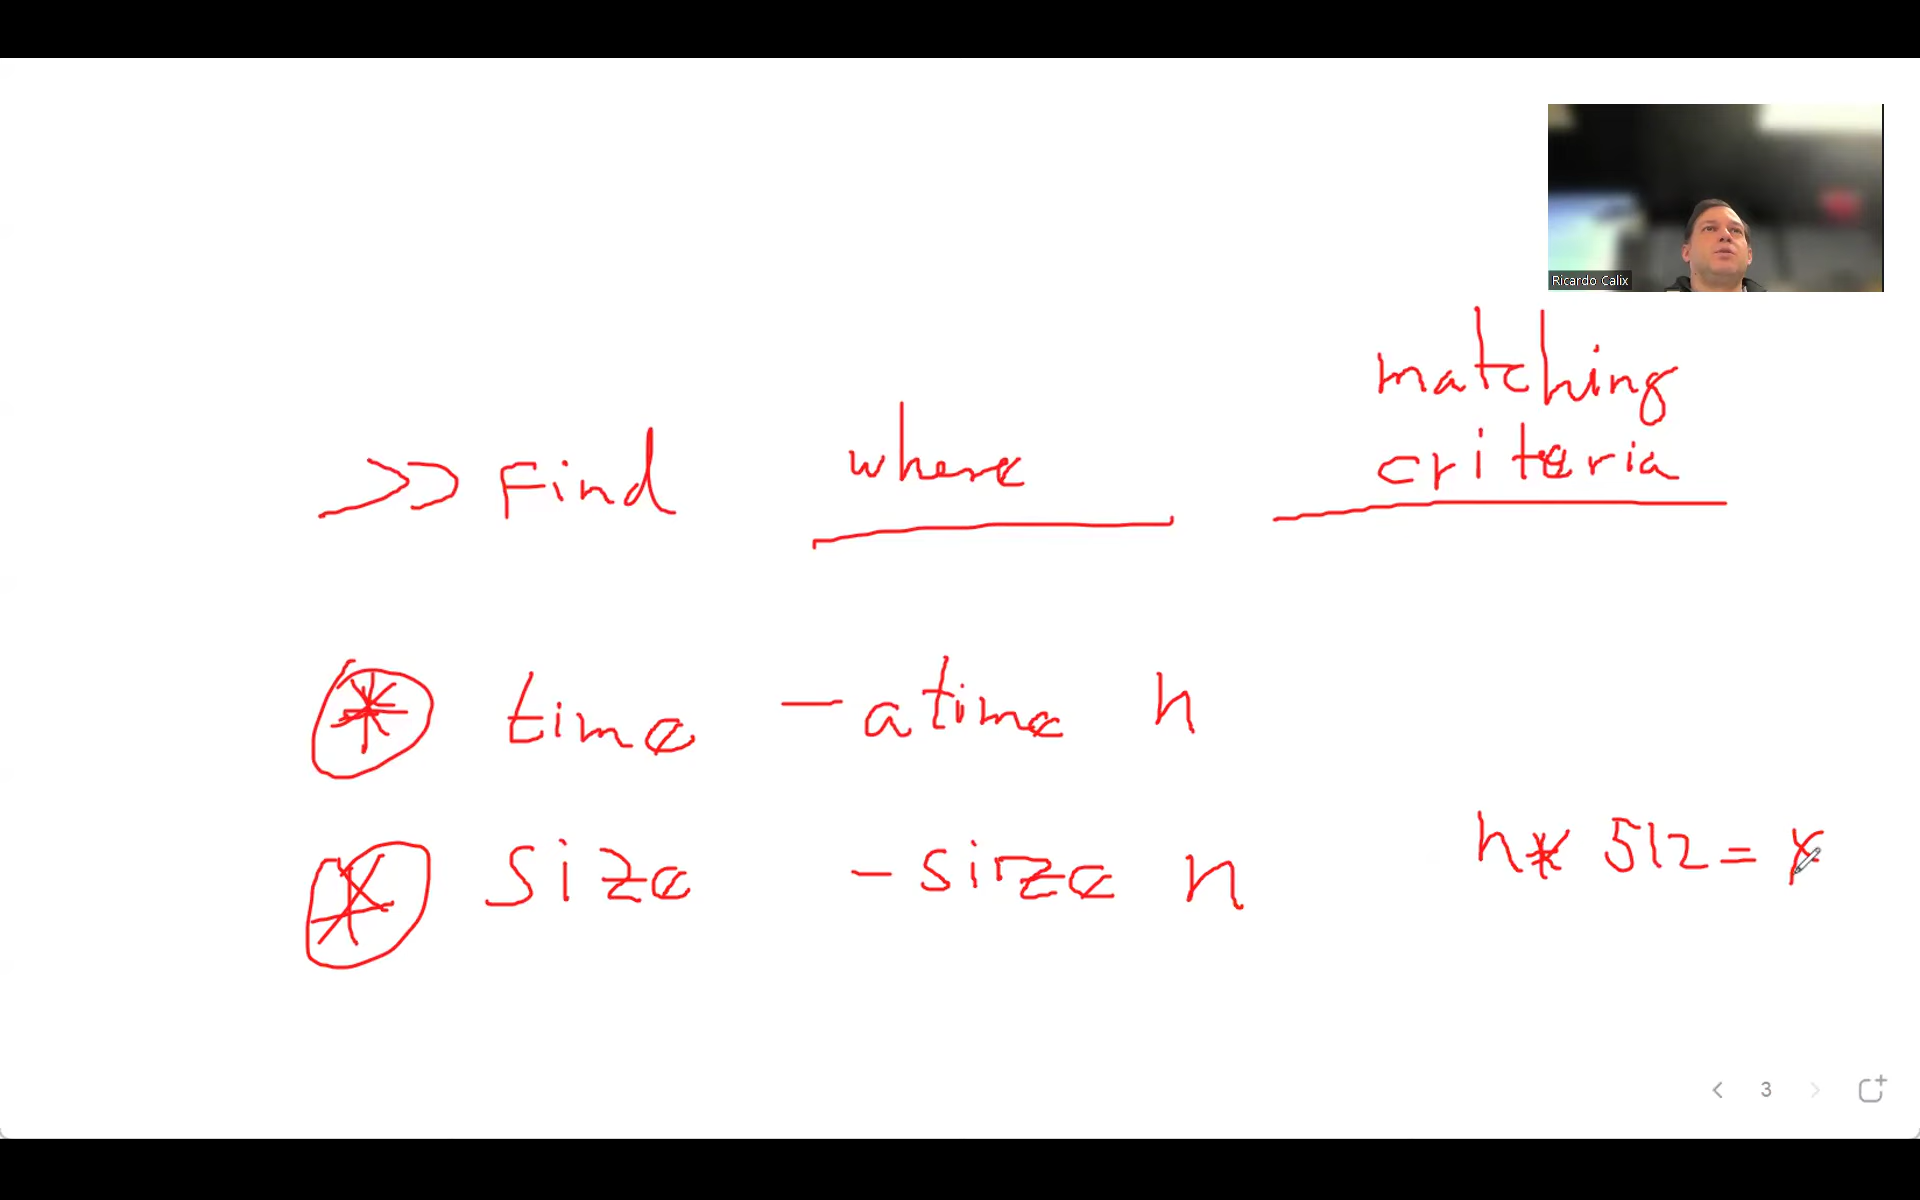 Ricardo Calix
matching
>> Find where criteria
* time -atime n
* size -size n n* 512 = x
3